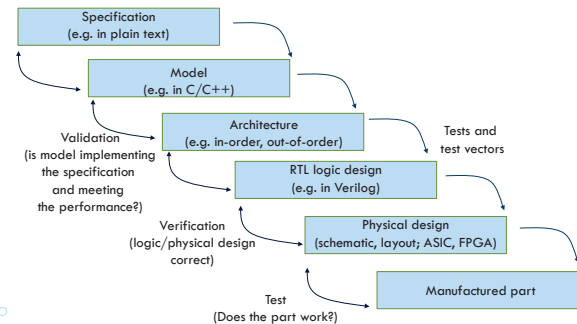 Specification
(e.g. in plain text)
Model
(e.g. in C/C++)
Architecture
(e.g. in-order, out-of-order)
Validation
(is model implementing
the specification
and meeting
the performance?)
Tests and
test vectors
RTL logic design
(e.g. in Verilog)
Verification
(logic/physical design
correct)
Physical design
(schematic, layout; ASIC, FPGA)
Manufactured part
Test
(Does the part work?)